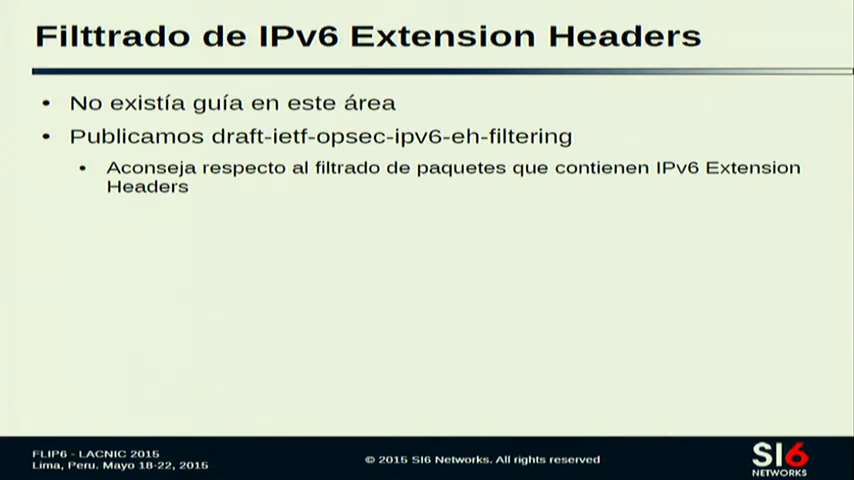 Filttrado de IPv6 Extension Headers
• No existía guía en este área
• Publicamos draft-ietf-opsec-ipv6-eh-filtering
• Aconseja respecto al filtrado de paquetes que contienen IPv6 Extension
Headers
FLIP6 - LACNIC 2015
Lima, Peru. Mayo 18-22, 2015
© 2015 SI6 Networks. All rights reserved
SI6
NETWORKS